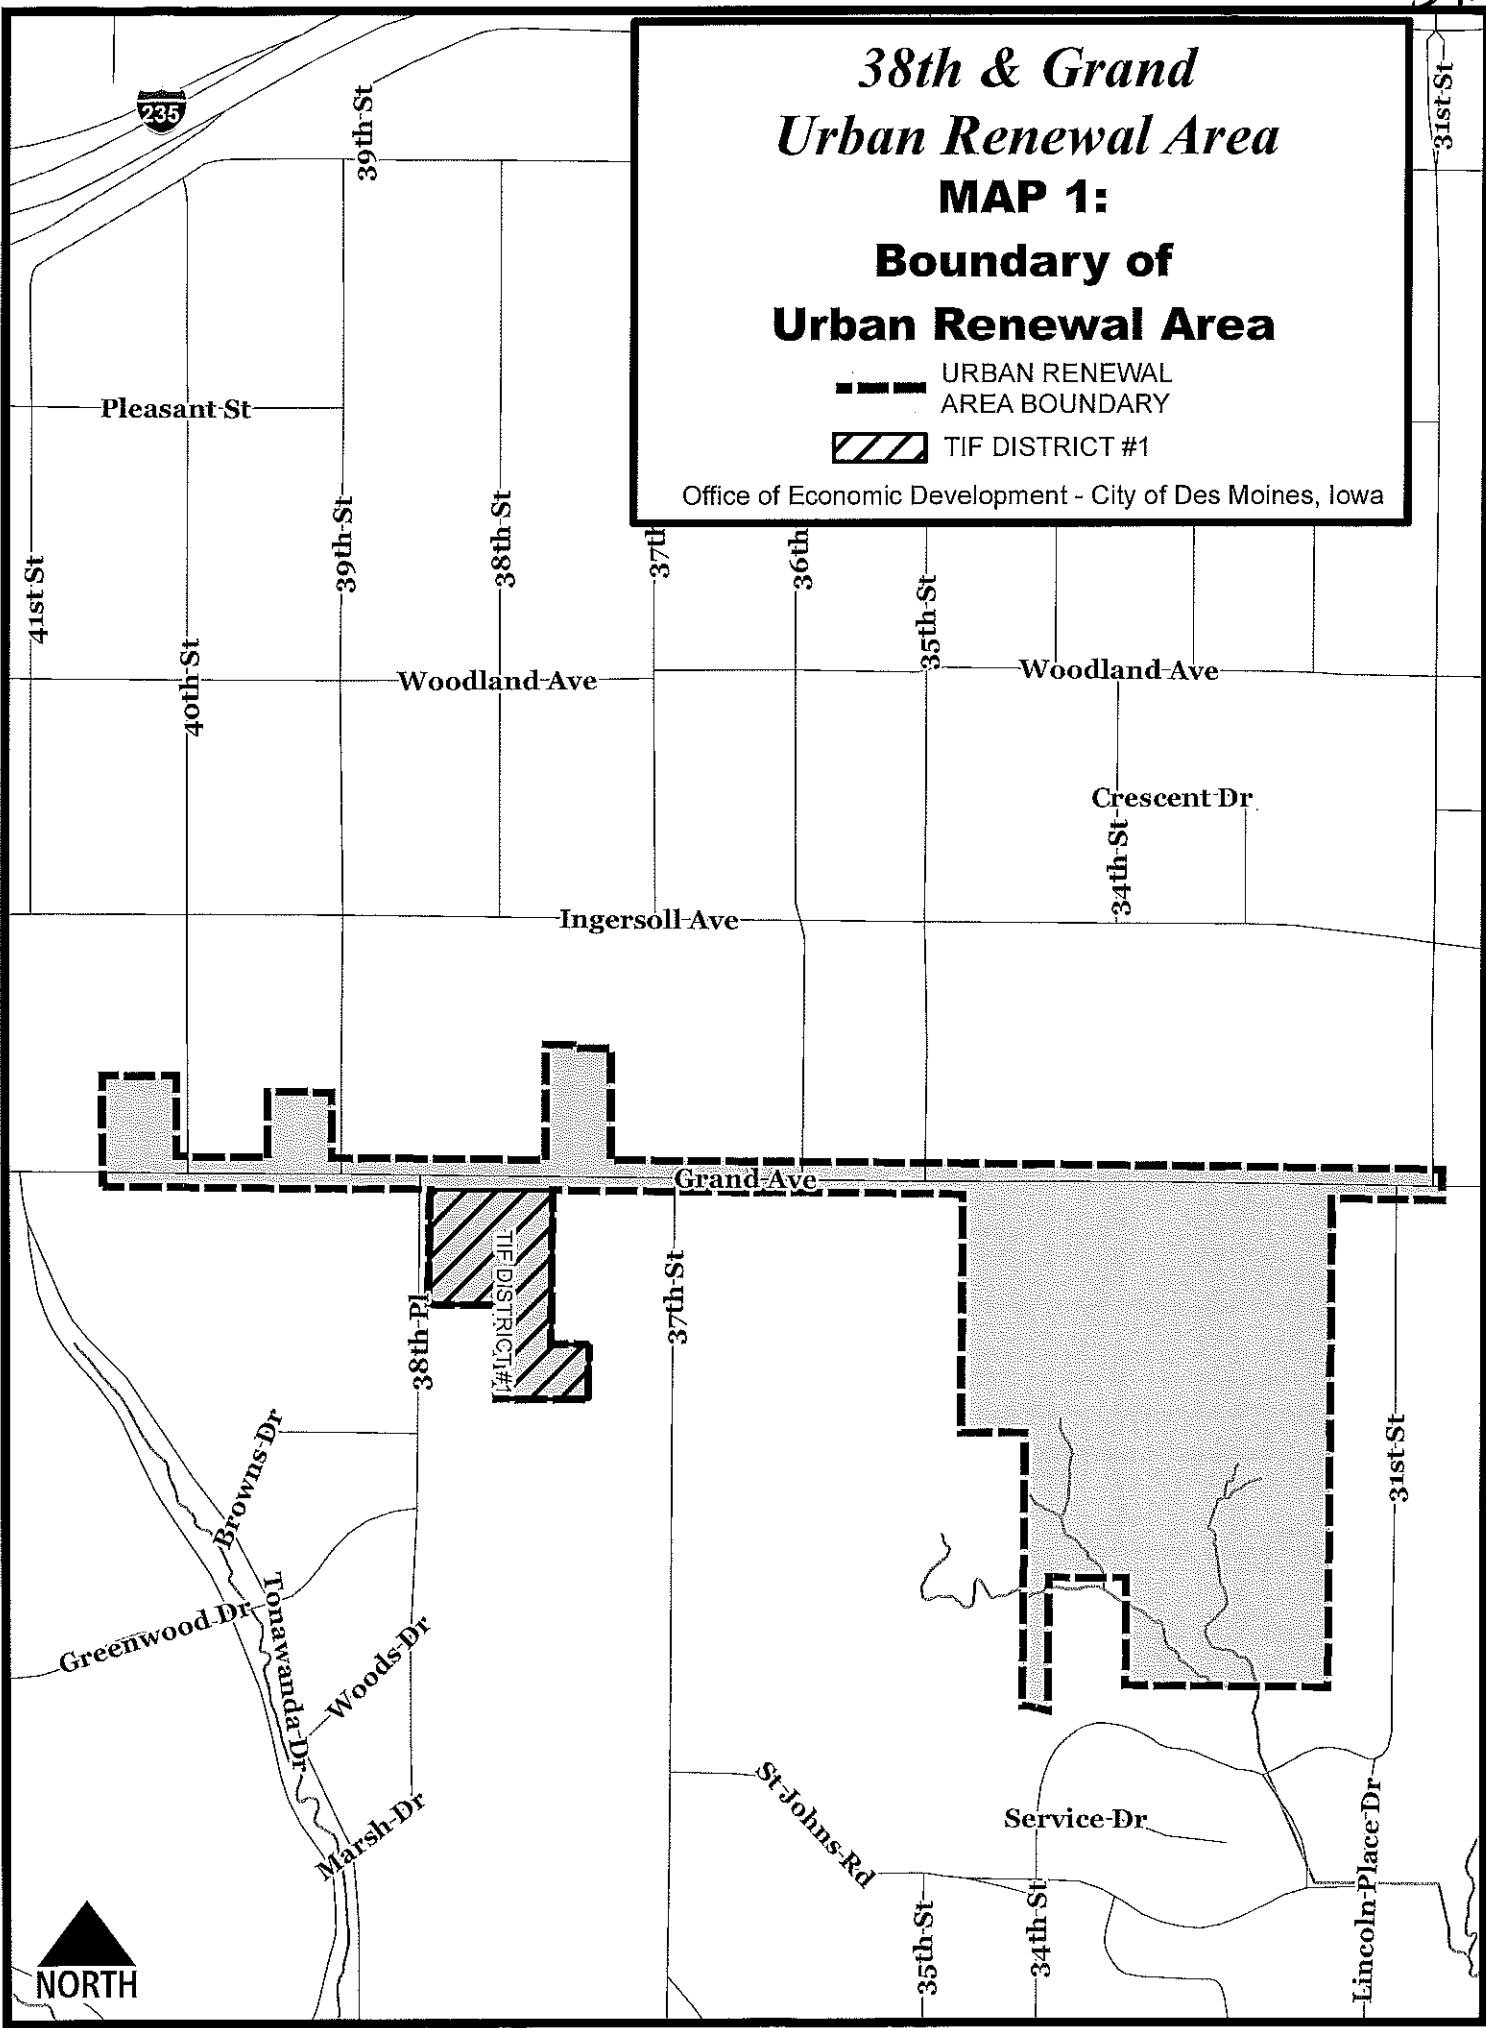 38th & Grand
Urban Renewal Area
MAP 1:
Boundary of
Urban Renewal Area
URBAN RENEWAL
AREA BOUNDARY
TIF DISTRICT #1
Office of Economic Development - City of Des Moines, Iowa
235
39th St
31st St
Pleasant St
41st St
40th St
39th St
38th St
37th
36th
35th St
Woodland Ave
Woodland Ave
Crescent Dr
34th St
Ingersoll Ave
Grand Ave
TIF DISTRICT #1
38th Pl
37th St
31st St
Browns Dr
Greenwood Dr
Tonawanda Dr
Woods Dr
Marsh Dr
St Johns Rd
Service Dr
35th St
34th St
Lincoln Place Dr
NORTH